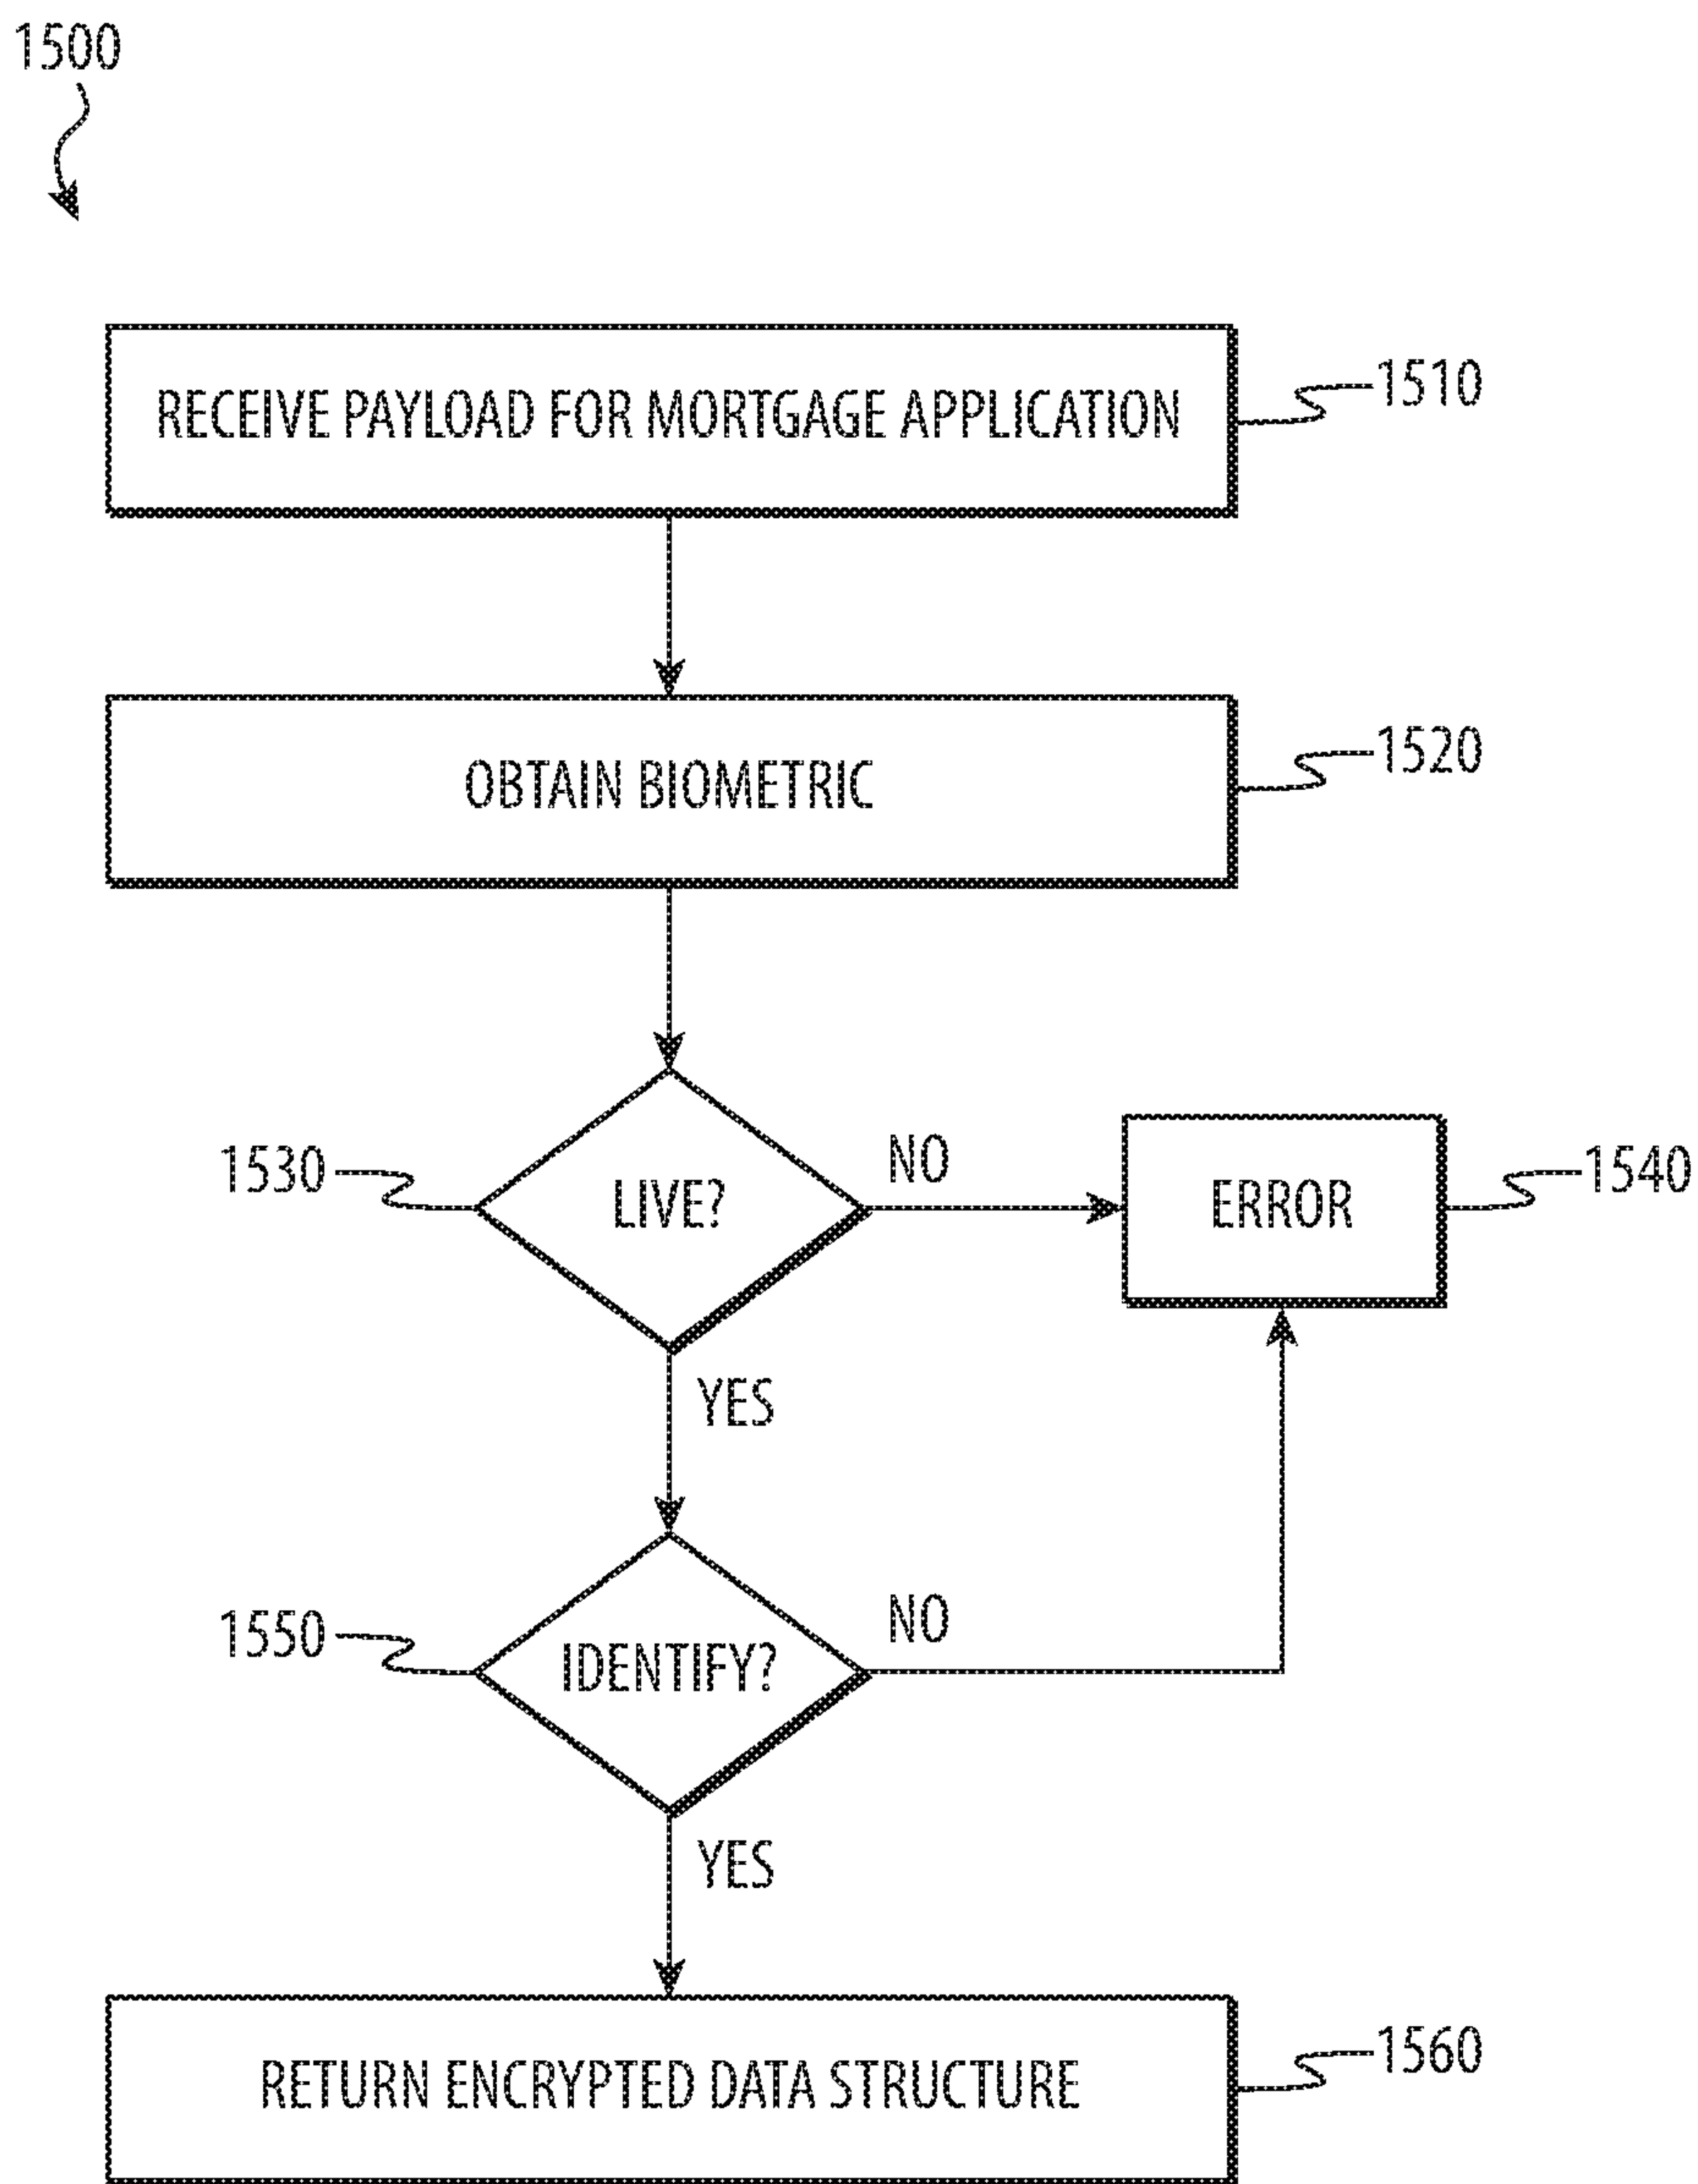 1500
RECEIVE PAYLOAD FOR MORTGAGE APPLICATION
1510
OBTAIN BIOMETRIC
1520
1530
LIVE?
NO
ERROR
1540
YES
1550
IDENTIFY?
NO
YES
RETURN ENCRYPTED DATA STRUCTURE
1560